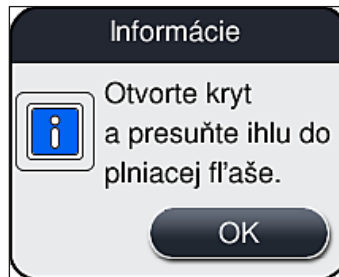 Informácie
Otvorte kryt
a presuňte ihlu do
plniacej fľaše.
OK